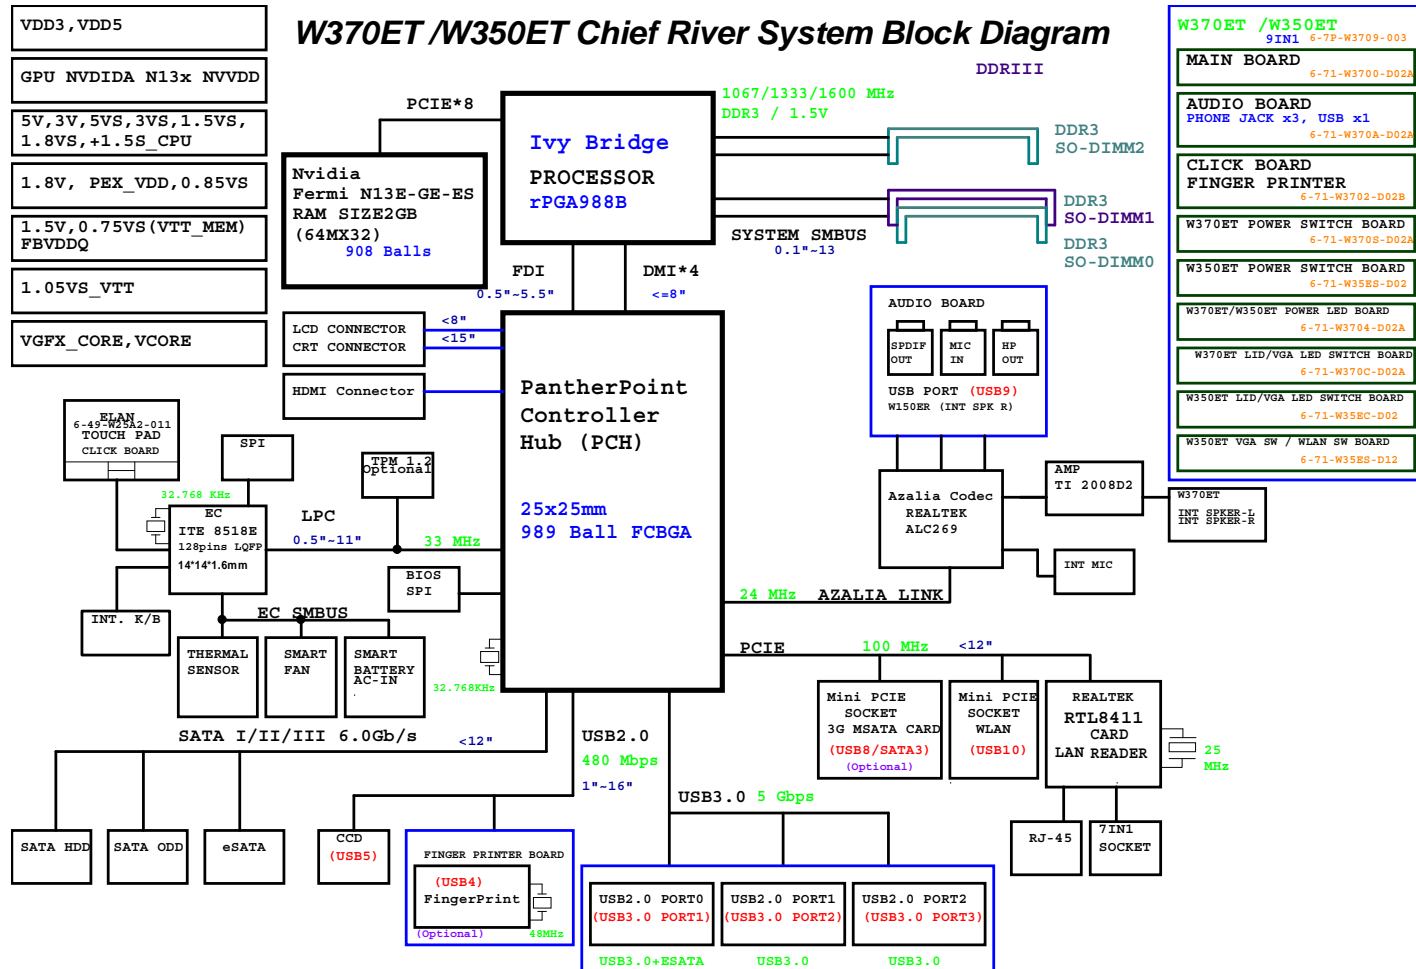 W370ET /W350ET Chief River System Block Diagram
VDD3,VDD5
GPU NVDIDA N13x NVVDD
5V,3V,5VS,3VS,1.5VS,
1.8VS,+1.5S_CPU
1.8V, PEX_VDD,0.85VS
1.5V,0.75VS(VTT_MEM)
FBVDDQ
1.05VS_VTT
VGFX_CORE,VCORE
PCIE*8
Nvidia
Fermi N13E-GE-ES
RAM SIZE2GB
(64MX32)
908 Balls
Ivy Bridge
PROCESSOR
rPGA988B
DDRIII
1067/1333/1600 MHz
DDR3 / 1.5V
DDR3
SO-DIMM2
DDR3
SO-DIMM1
DDR3
SO-DIMM0
SYSTEM SMBUS
0.1"~13
FDI
0.5"~5.5"
DMI*4
<=8"
LCD CONNECTOR
<8"
CRT CONNECTOR
<15"
HDMI Connector
PantherPoint
Controller
Hub (PCH)
25x25mm
989 Ball FCBGA
AUDIO BOARD
SPDIF
OUT
MIC
IN
HP
OUT
USB PORT (USB9)
W150ER (INT SPK R)
Azalia Codec
REALTEK
ALC269
AMP
TI 2008D2
W370ET
INT SPKER-L
INT SPKER-R
INT MIC
24 MHz AZALIA LINK
ELAN
6-49-W25A2-011
TOUCH PAD
CLICK BOARD
SPI
TPM 1.2
Optional
32.768 KHz
EC
ITE 8518E
128pins LQFP
14*14*1.6mm
LPC
0.5"~11"
33 MHz
BIOS
SPI
INT. K/B
EC SMBUS
THERMAL
SENSOR
SMART
FAN
SMART
BATTERY
AC-IN
32.768KHz
PCIE
100 MHz
<12"
Mini PCIE
SOCKET
3G MSATA CARD
(USB8/SATA3)
(Optional)
Mini PCIE
SOCKET
WLAN
(USB10)
REALTEK
RTL8411
CARD
LAN READER
25
MHz
RJ-45
7IN1
SOCKET
SATA I/II/III 6.0Gb/s
<12"
SATA HDD
SATA ODD
eSATA
USB2.0
480 Mbps
1"~16"
CCD
(USB5)
FINGER PRINTER BOARD
(USB4)
FingerPrint
(Optional)
48MHz
USB3.0 5 Gbps
USB2.0 PORT0
(USB3.0 PORT1)
USB2.0 PORT1
(USB3.0 PORT2)
USB2.0 PORT2
(USB3.0 PORT3)
USB3.0+ESATA
USB3.0
USB3.0
W370ET /W350ET
9IN1 6-7P-W3709-003
MAIN BOARD
6-71-W3700-D02A
AUDIO BOARD
PHONE JACK x3, USB x1
6-71-W370A-D02A
CLICK BOARD
FINGER PRINTER
6-71-W3702-D02B
W370ET POWER SWITCH BOARD
6-71-W370S-D02A
W350ET POWER SWITCH BOARD
6-71-W35ES-D02
W370ET/W350ET POWER LED BOARD
6-71-W3704-D02A
W370ET LID/VGA LED SWITCH BOARD
6-71-W370C-D02A
W350ET LID/VGA LED SWITCH BOARD
6-71-W35EC-D02
W350ET VGA SW / WLAN SW BOARD
6-71-W35ES-D12